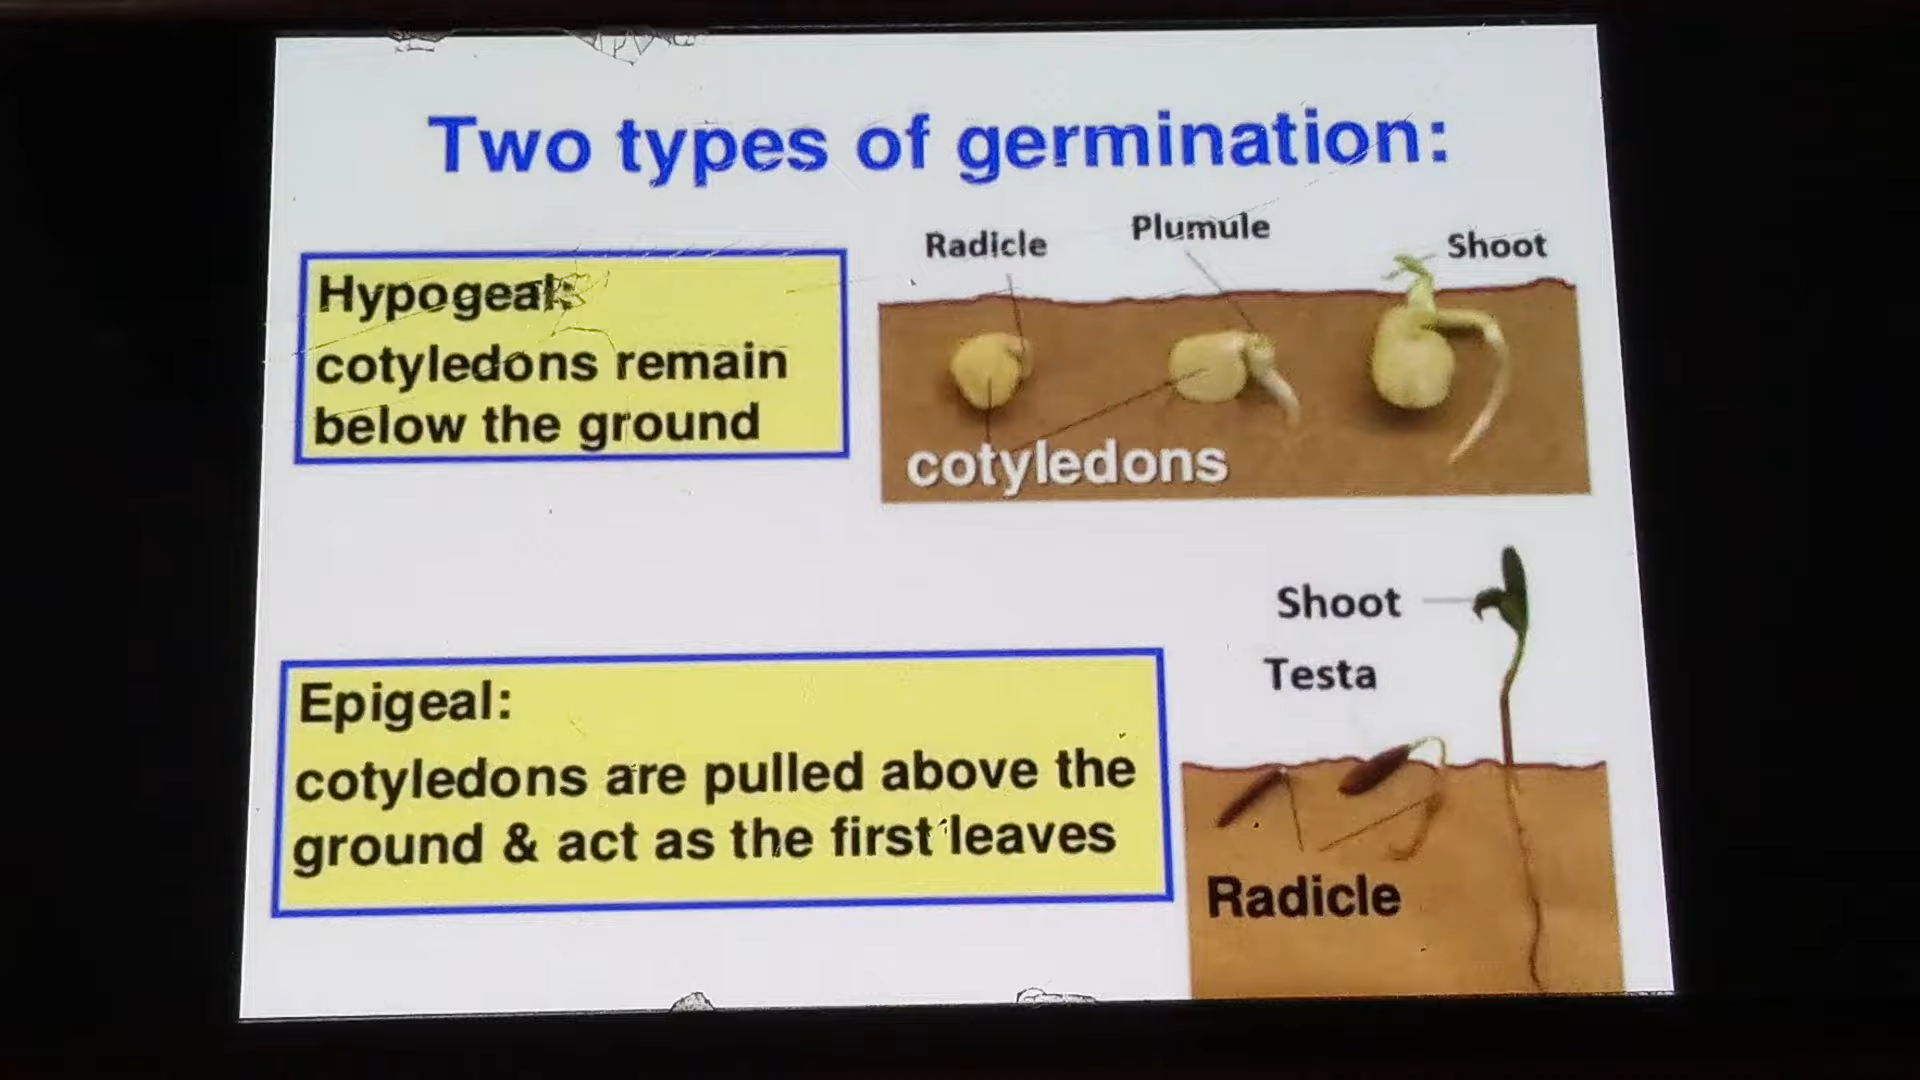 Two types of germination:
Hypogeal:
cotyledons remain
below the ground
Radicle
Plumule
Shoot
cotyledons
Epigeal:
cotyledons are pulled above the
ground & act as the first leaves
Shoot
Testa
Radicle